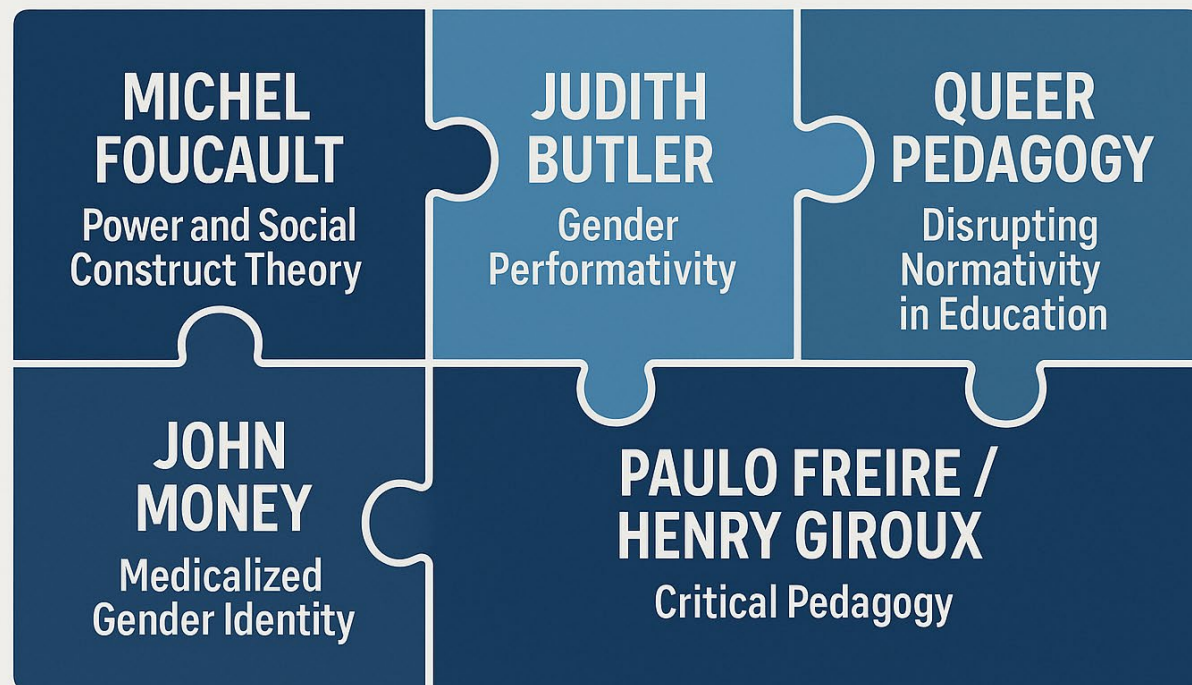 MICHEL
FOUCAULT
Power and Social
Construct Theory
JUDITH
BUTLER
Gender
Performativity
QUEER
PEDAGOGY
Disrupting
Normativity
in Education
JOHN
MONEY
Medicalized
Gender Identity
PAULO FREIRE /
HENRY GIROUX
Critical Pedagogy